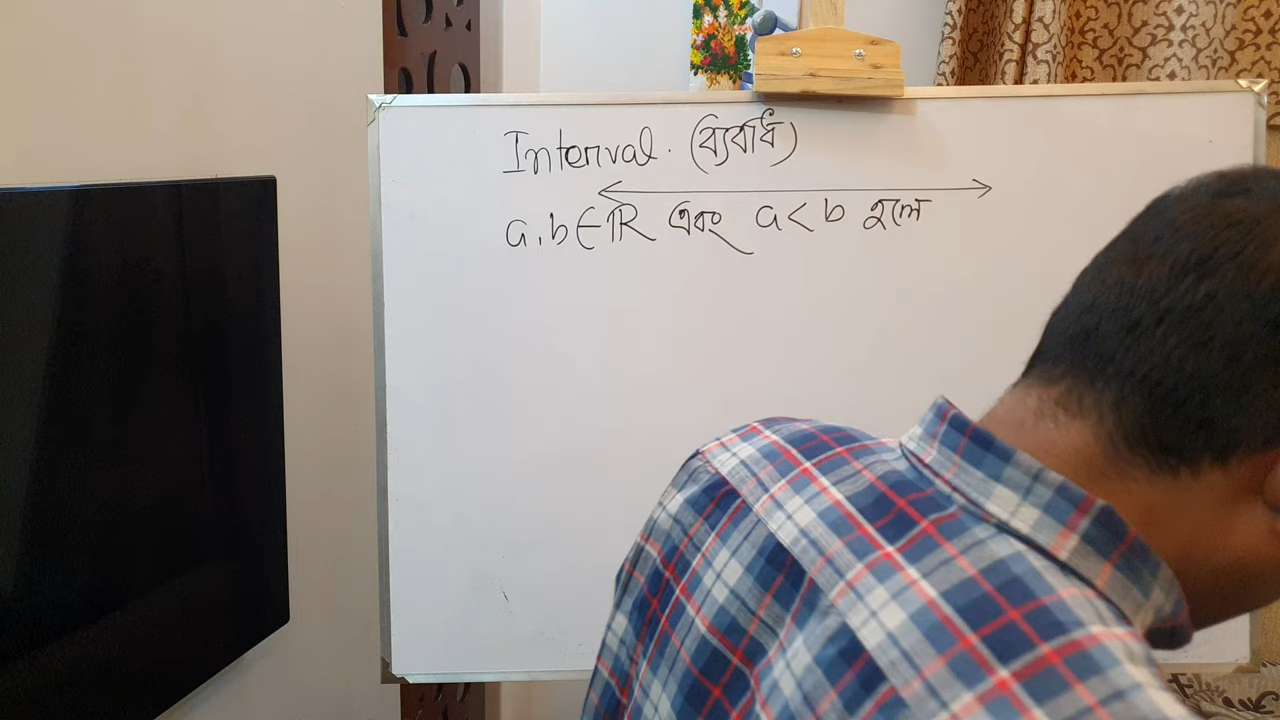 Interval. (ব্যবধি)
a, b ∈ ℝ এবং a < b হলে